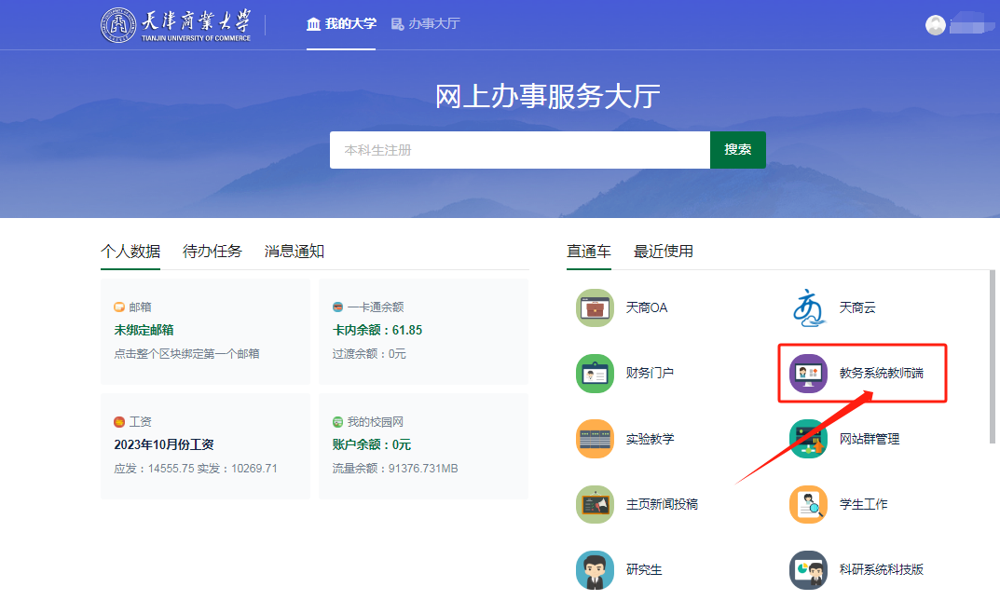 天津商業大學
TIANJIN UNIVERSITY OF COMMERCE
我的大学
办事大厅
网上办事服务大厅
本科生注册
搜索
个人数据
待办任务
消息通知
邮箱
未绑定邮箱
点击整个区块绑定第一个邮箱
一卡通余额
卡内余额：61.85
过渡余额：0元
工资
2023年10月份工资
应发：14555.75 实发：10269.71
我的校园网
账户余额：0元
流量余额：91376.731MB
直通车
最近使用
天商OA
天商云
财务门户
教务系统教师端
实验教学
网站群管理
主页新闻投稿
学生工作
研究生
科研系统科技版